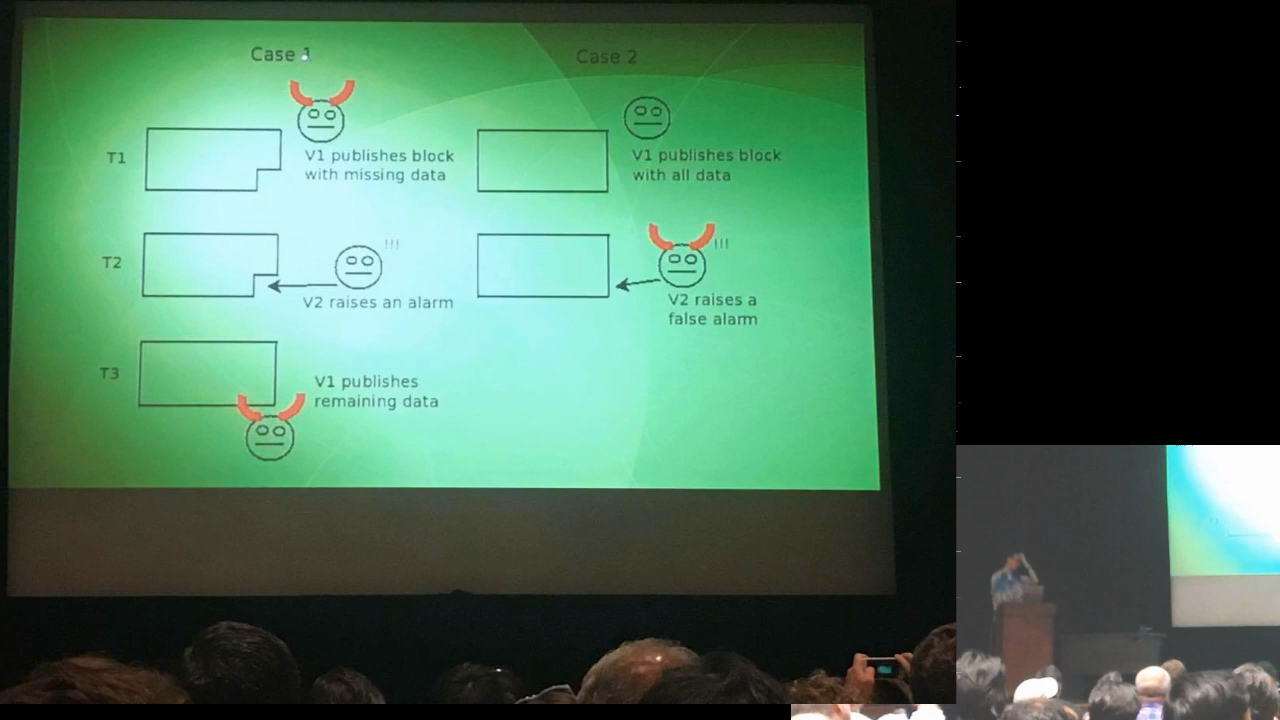 Case 1
Case 2
T1
V1 publishes block
with missing data
V1 publishes block
with all data
T2
!!!
V2 raises an alarm
!!!
V2 raises a
false alarm
T3
V1 publishes
remaining data